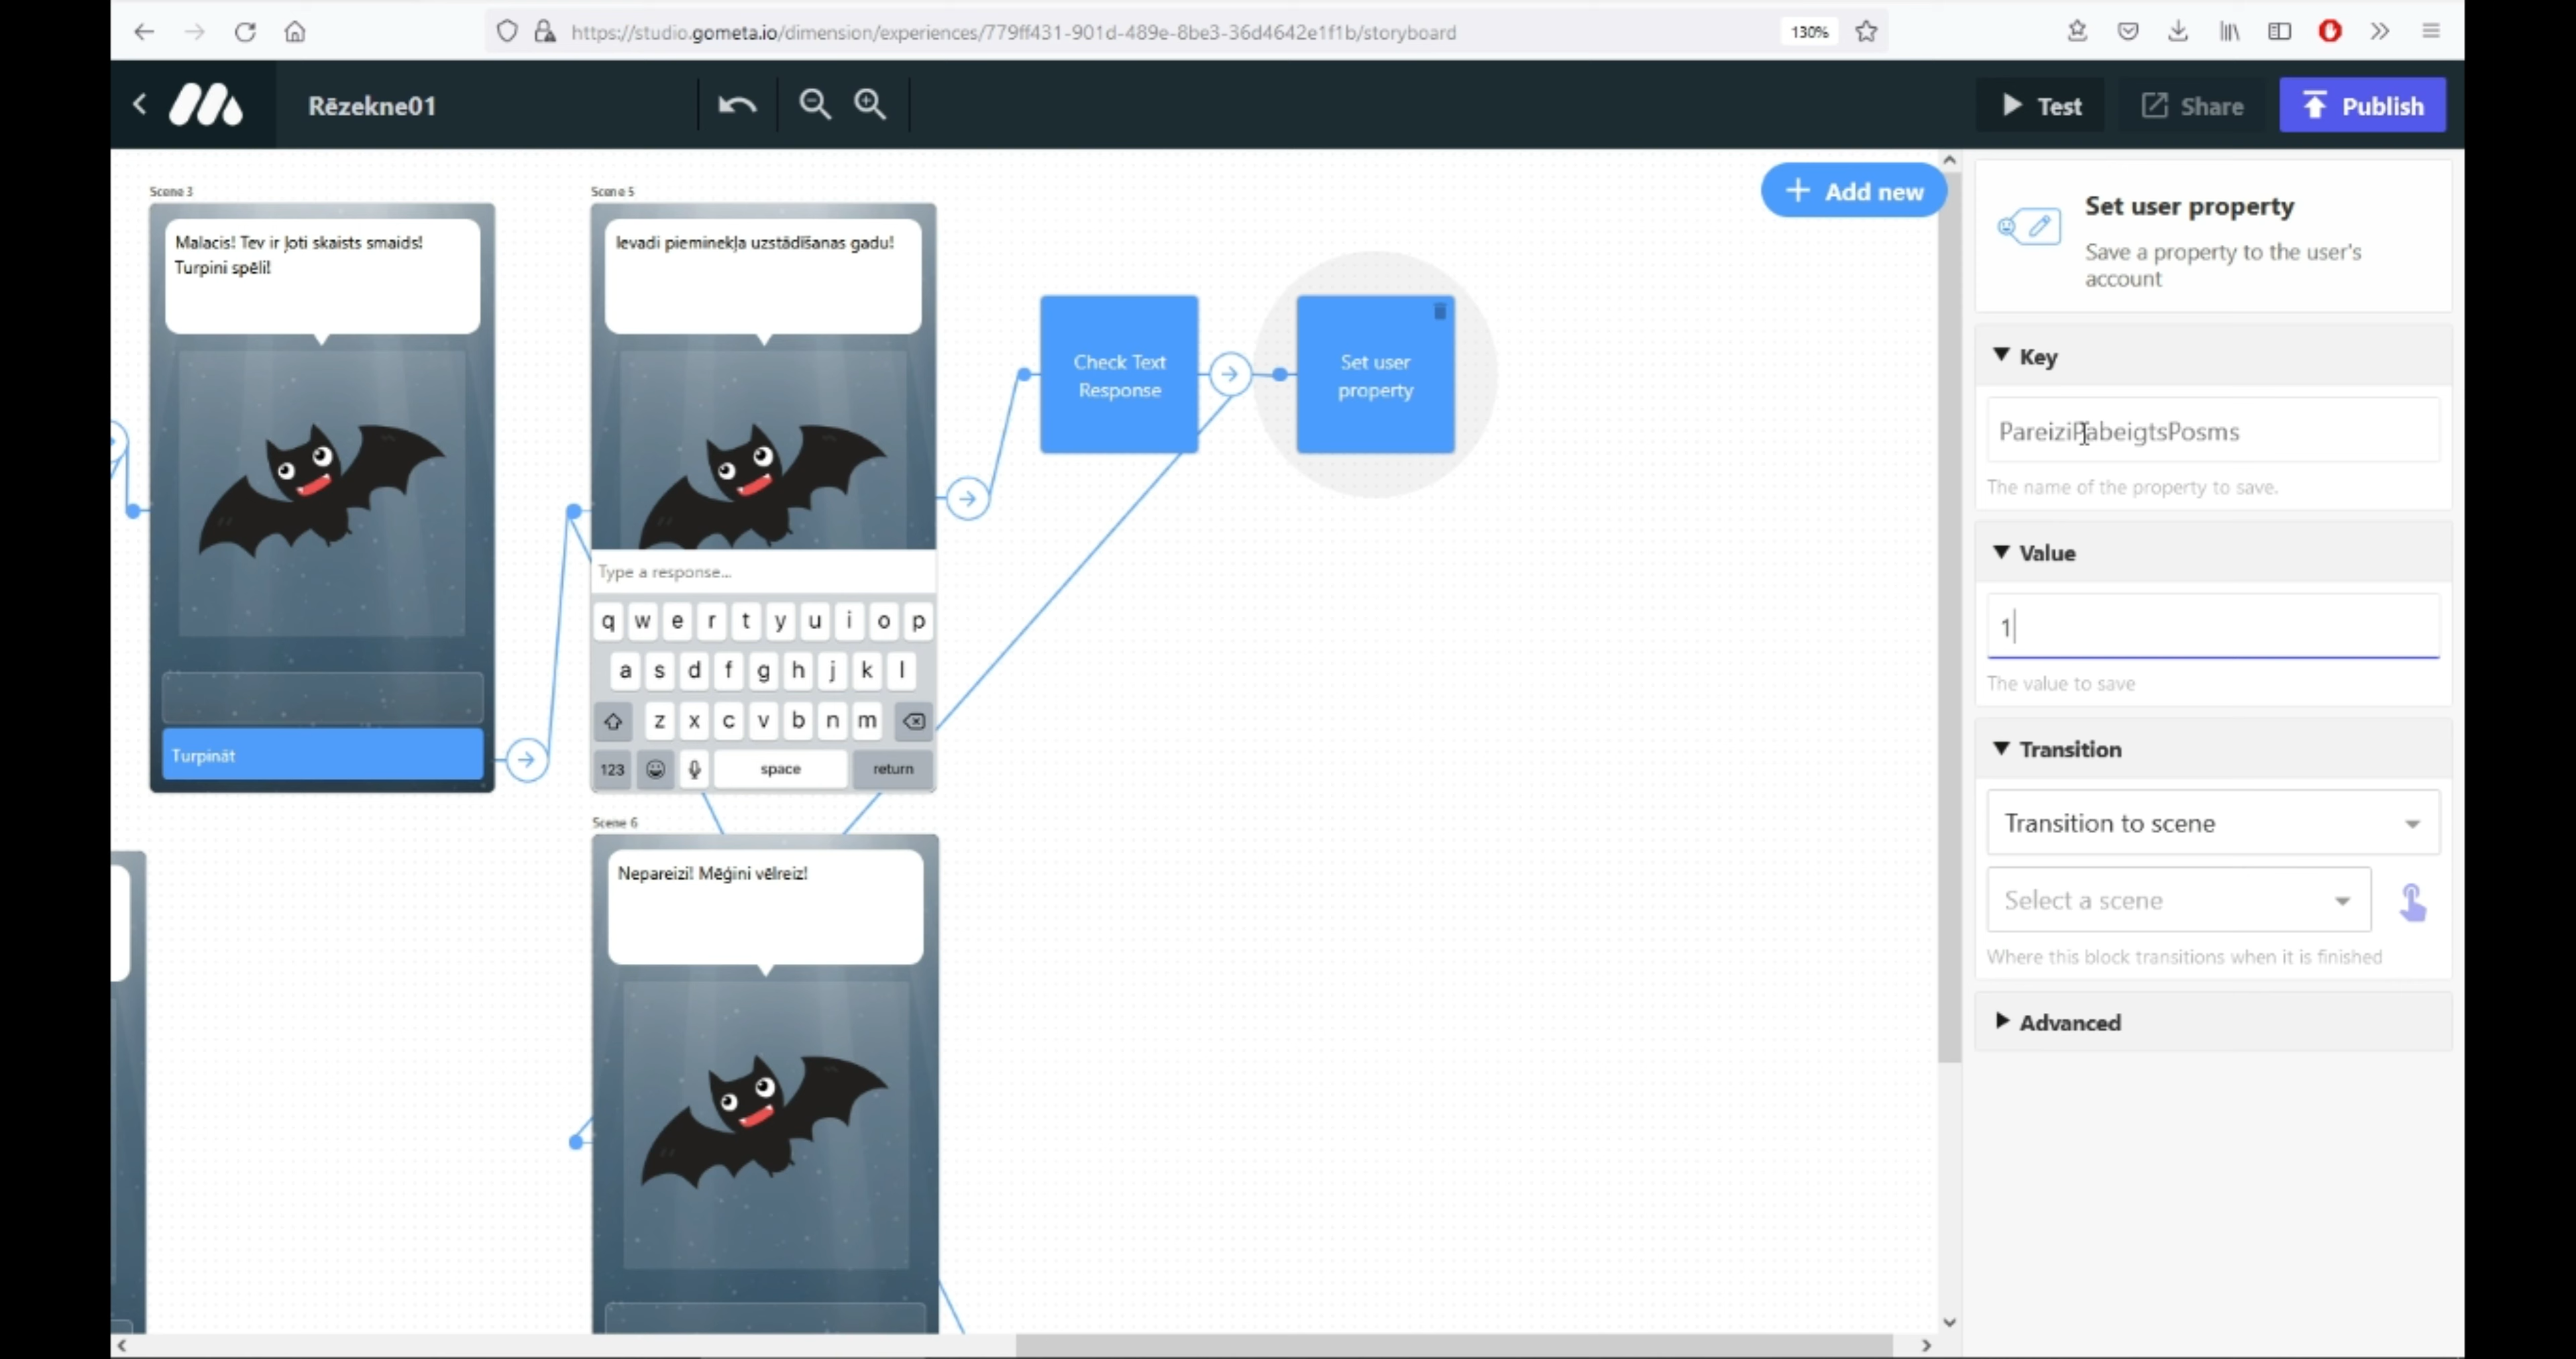 https://studio.gometa.io/dimension/experiences/779ff431-901d-489e-8be3-36d4642e1f1b/storyboard
130%
Rēzekne01
Test
Share
Publish
Add new
Scene 3
Malacis! Tev ir ļoti skaists smaids!
Turpini spēli!
Turpināt
Scene 5
Ievadi pieminekļa uzstādīšanas gadu!
Type a response...
q w e r t y u i o p
a s d f g h j k l
z x c v b n m
123
space
return
Check Text
Response
Set user
property
Scene 6
Nepareizi! Mēģini vēlreiz!
Set user property
Save a property to the user's
account
Key
PareiziPabeigtsPosms
The name of the property to save.
Value
1
The value to save
Transition
Transition to scene
Select a scene
Where this block transitions when it is finished
Advanced